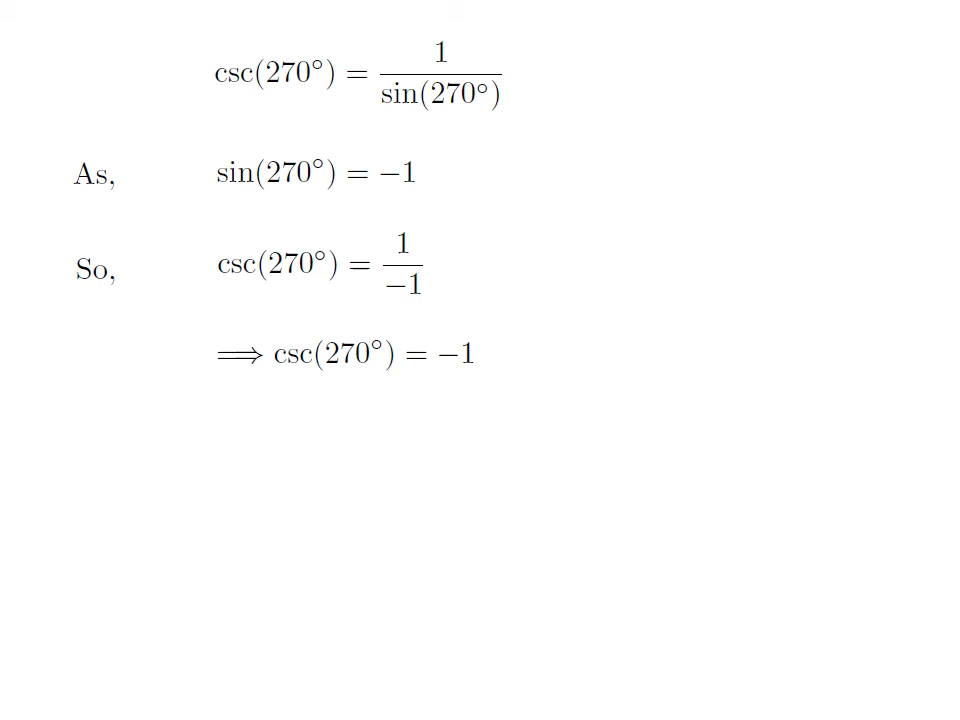 csc(270°) = 1/sin(270°)
As, sin(270°) = −1
So, csc(270°) = 1/−1
⟹ csc(270°) = −1